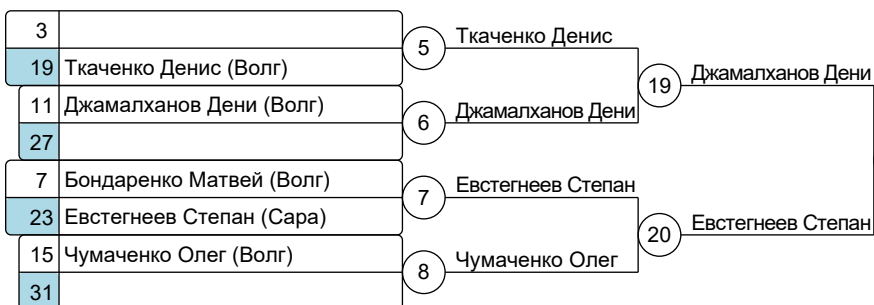 3
19 Ткаченко Денис (Волг)
5 Ткаченко Денис
11 Джамалханов Дени (Волг)
27
6 Джамалханов Дени
19 Джамалханов Дени
7 Бондаренко Матвей (Волг)
23 Евстегнеев Степан (Сара)
7 Евстегнеев Степан
15 Чумаченко Олег (Волг)
31
8 Чумаченко Олег
20 Евстегнеев Степан